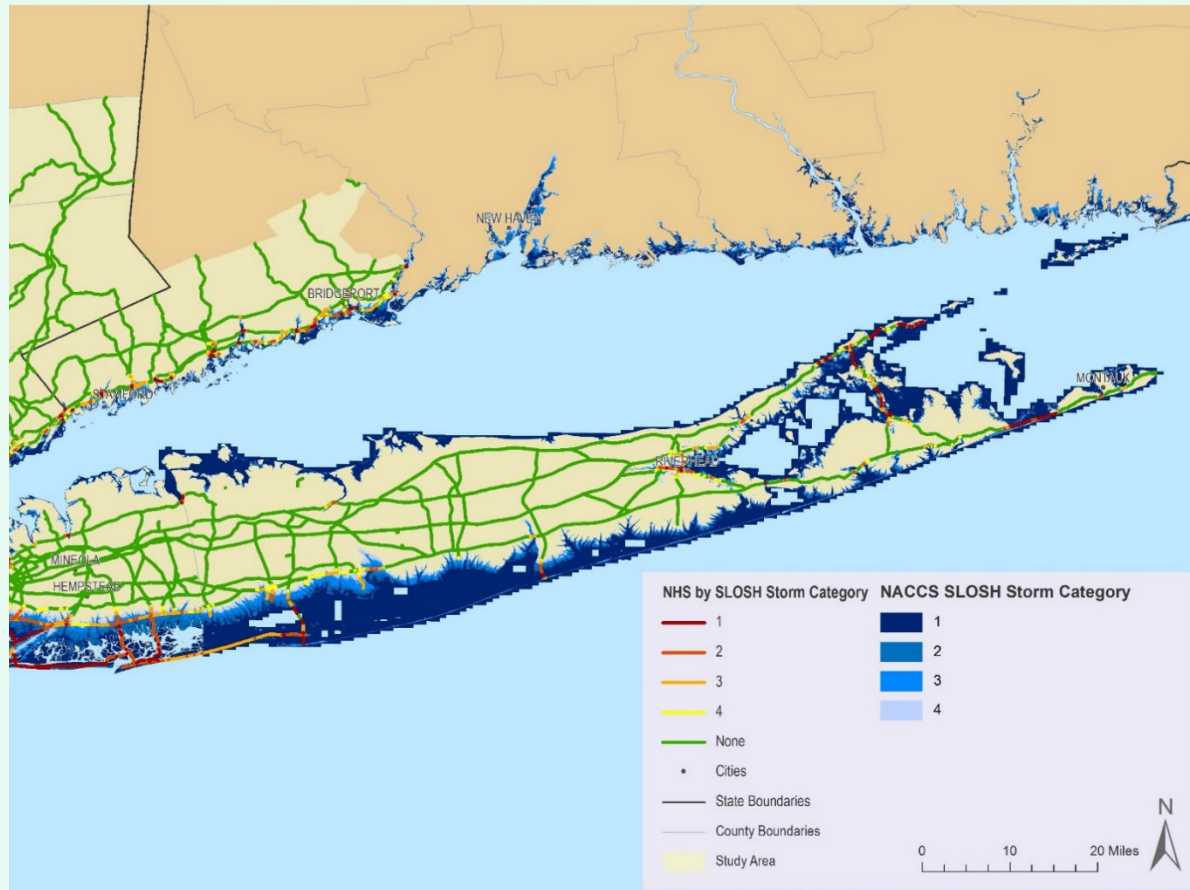 NEW HAVEN
BRIDGEPORT
STAMFORD
MONTAUK
RIVERHEAD
MINEOLA
HEMPSTEAD
NHS by SLOSH Storm Category
1
2
3
4
None
Cities
State Boundaries
County Boundaries
Study Area
NACCS SLOSH Storm Category
1
2
3
4
N
0 10 20 Miles